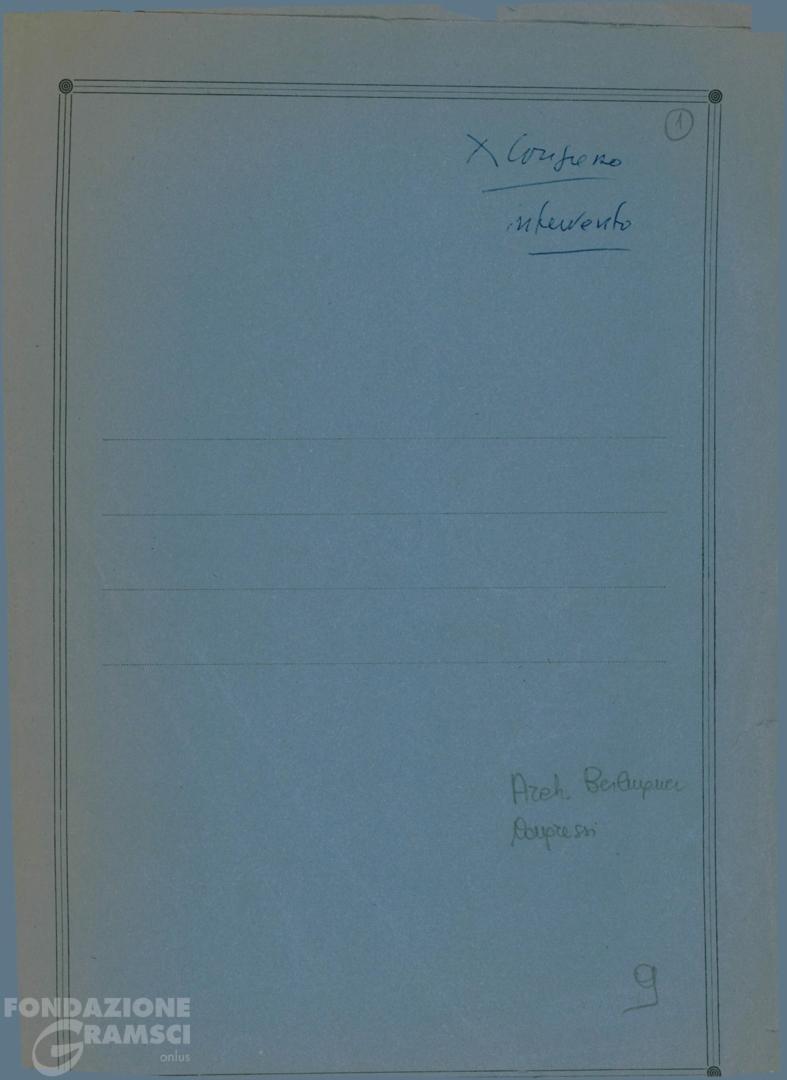 1
X Congresso
intervento
Arch. Berlinguer
Congressi
9
FONDAZIONE
GRAMSCI
onlus